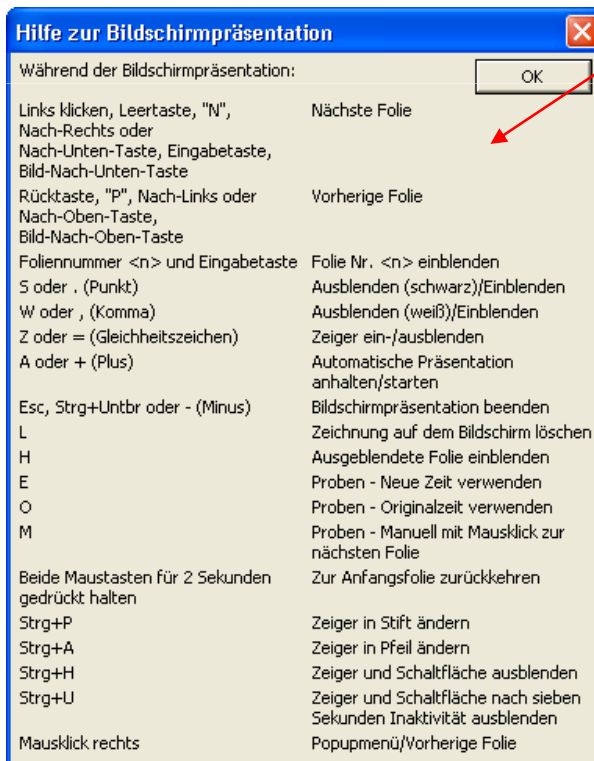 Hilfe zur Bildschirmpräsentation
Während der Bildschirmpräsentation:
OK
Links klicken, Leertaste, "N", Nächste Folie
Nach-Rechts oder
Nach-Unten-Taste, Eingabetaste,
Bild-Nach-Unten-Taste
Rücktaste, "P", Nach-Links oder Vorherige Folie
Nach-Oben-Taste,
Bild-Nach-Oben-Taste
Foliennummer <n> und Eingabetaste Folie Nr. <n> einblenden
S oder . (Punkt) Ausblenden (schwarz)/Einblenden
W oder , (Komma) Ausblenden (weiß)/Einblenden
Z oder = (Gleichheitszeichen) Zeiger ein-/ausblenden
A oder + (Plus) Automatische Präsentation
anhalten/starten
Esc, Strg+Untbr oder - (Minus) Bildschirmpräsentation beenden
L Zeichnung auf dem Bildschirm löschen
H Ausgeblendete Folie einblenden
E Proben - Neue Zeit verwenden
O Proben - Originalzeit verwenden
M Proben - Manuell mit Mausklick zur
nächsten Folie
Beide Maustasten für 2 Sekunden Zur Anfangsfolie zurückkehren
gedrückt halten
Strg+P Zeiger in Stift ändern
Strg+A Zeiger in Pfeil ändern
Strg+H Zeiger und Schaltfläche ausblenden
Strg+U Zeiger und Schaltfläche nach sieben
Sekunden Inaktivität ausblenden
Mausklick rechts Popupmenü/Vorherige Folie